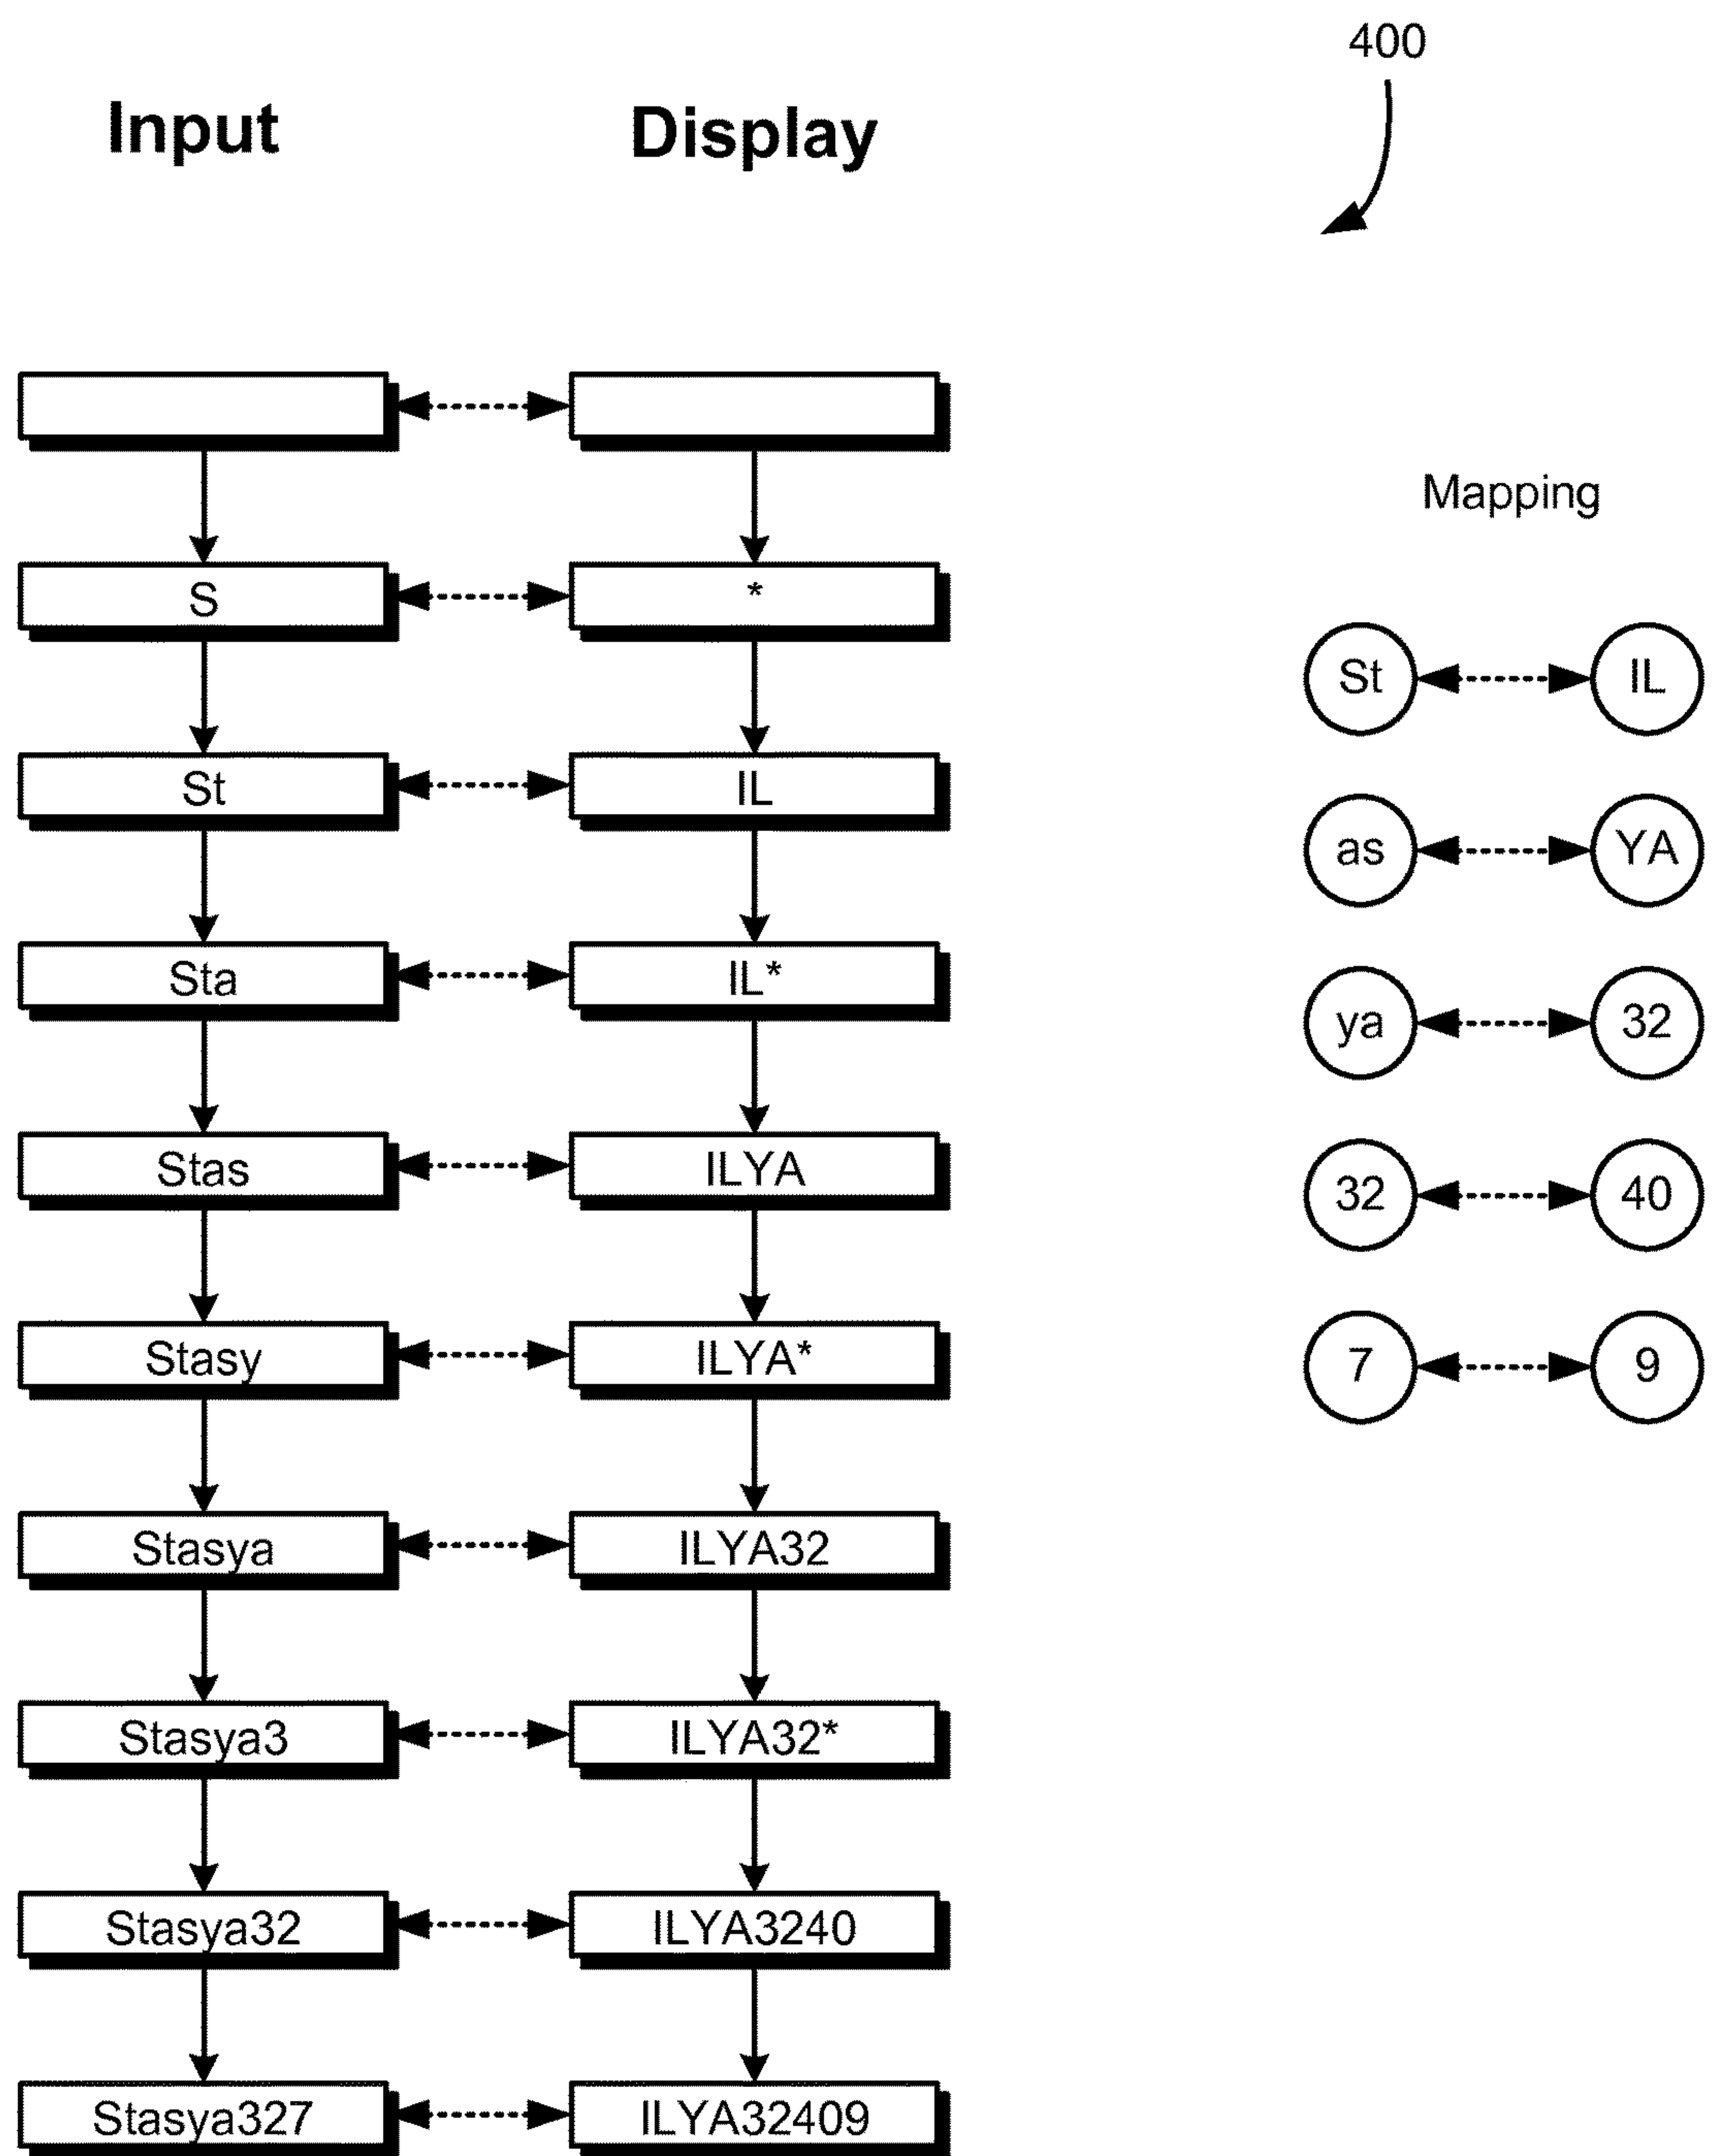 400
Input Display
S *
Mapping
St IL
St IL
as YA
Sta IL*
ya 32
Stas ILYA
32 40
Stasy ILYA*
7 9
Stasya ILYA32
Stasya3 ILYA32*
Stasya32 ILYA3240
Stasya327 ILYA32409